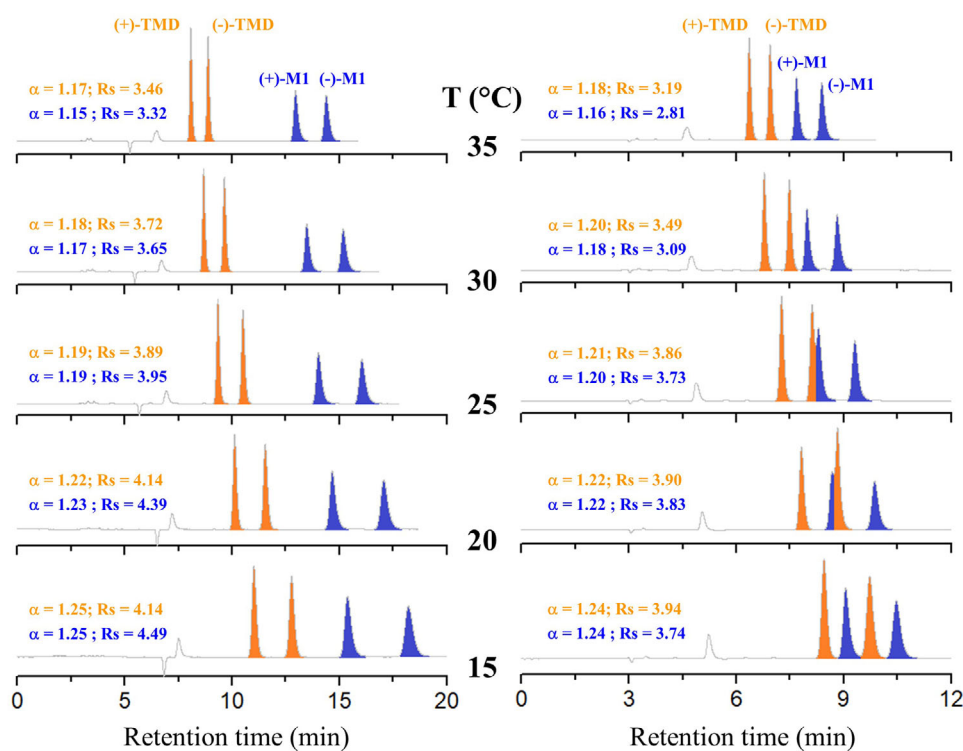 (+)-TMD (-)-TMD
(+)-M1 (-)-M1
α = 1.17; Rs = 3.46
α = 1.15 ; Rs = 3.32
α = 1.18; Rs = 3.72
α = 1.17 ; Rs = 3.65
α = 1.19; Rs = 3.89
α = 1.19 ; Rs = 3.95
α = 1.22; Rs = 4.14
α = 1.23 ; Rs = 4.39
α = 1.25; Rs = 4.14
α = 1.25 ; Rs = 4.49
0 5 10 15 20
Retention time (min)
T (°C)
35
30
25
20
15
(+)-TMD (-)-TMD
(+)-M1
(-)-M1
α = 1.18; Rs = 3.19
α = 1.16 ; Rs = 2.81
α = 1.20; Rs = 3.49
α = 1.18 ; Rs = 3.09
α = 1.21; Rs = 3.86
α = 1.20 ; Rs = 3.73
α = 1.22; Rs = 3.90
α = 1.22 ; Rs = 3.83
α = 1.24; Rs = 3.94
α = 1.24 ; Rs = 3.74
0 3 6 9 12
Retention time (min)